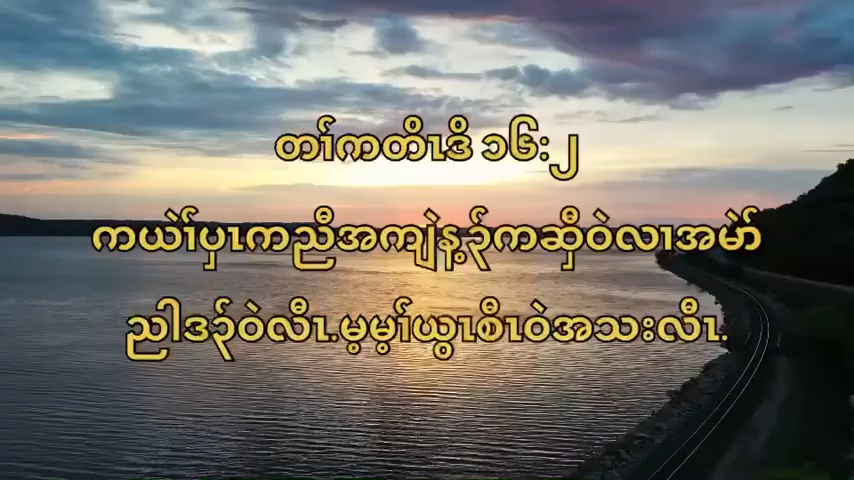 တၢ်ကတိၤဒိ ၁၆:၂
ကယဲၢ်ပှၤကညီအကျဲန့ၣ်ကဆှီဝဲလၢအမဲာ်
ညါဒၣ်ဝဲလီၤ.မ့မ့ၢ်ယွၤစီၤဝဲအသးလီၤ.